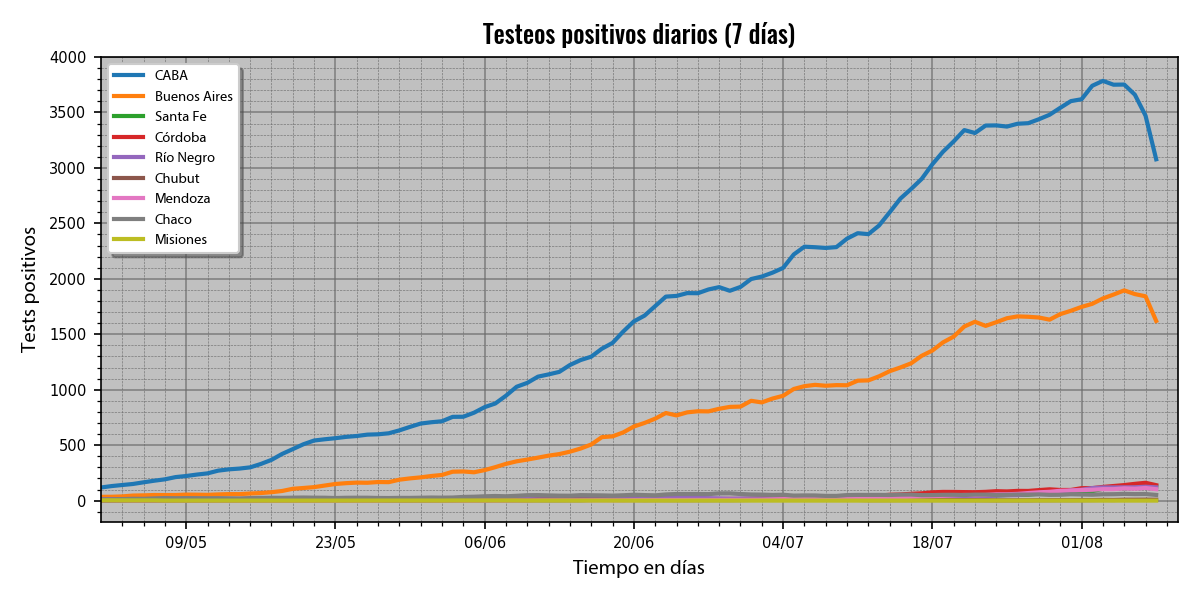 Testeos positivos diarios (7 días)
4000
3500
3000
2500
2000
1500
1000
500
0
Tests positivos
CABA
Buenos Aires
Santa Fe
Córdoba
Río Negro
Chubut
Mendoza
Chaco
Misiones
09/05 23/05 06/06 20/06 04/07 18/07 01/08
Tiempo en días